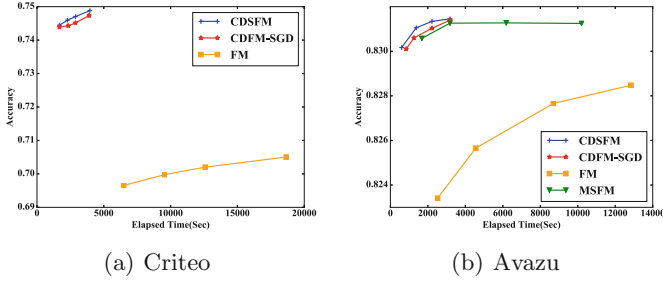 0.75
0.74
0.73
0.72
0.71
0.70
0.69
Accuracy
0
5000
10000
15000
20000
Elapsed Time(Sec)
CDSFM
CDFM-SGD
FM
(a) Criteo
0.830
0.828
0.826
0.824
Accuracy
0
2000
4000
6000
8000
10000
12000
14000
Elapsed Time(Sec)
CDSFM
CDFM-SGD
FM
MSFM
(b) Avazu